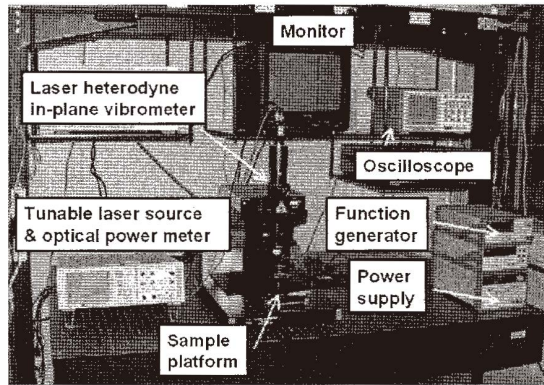 Monitor
Laser heterodyne
in-plane vibrometer
Oscilloscope
Tunable laser source
& optical power meter
Function
generator
Power
supply
Sample
platform